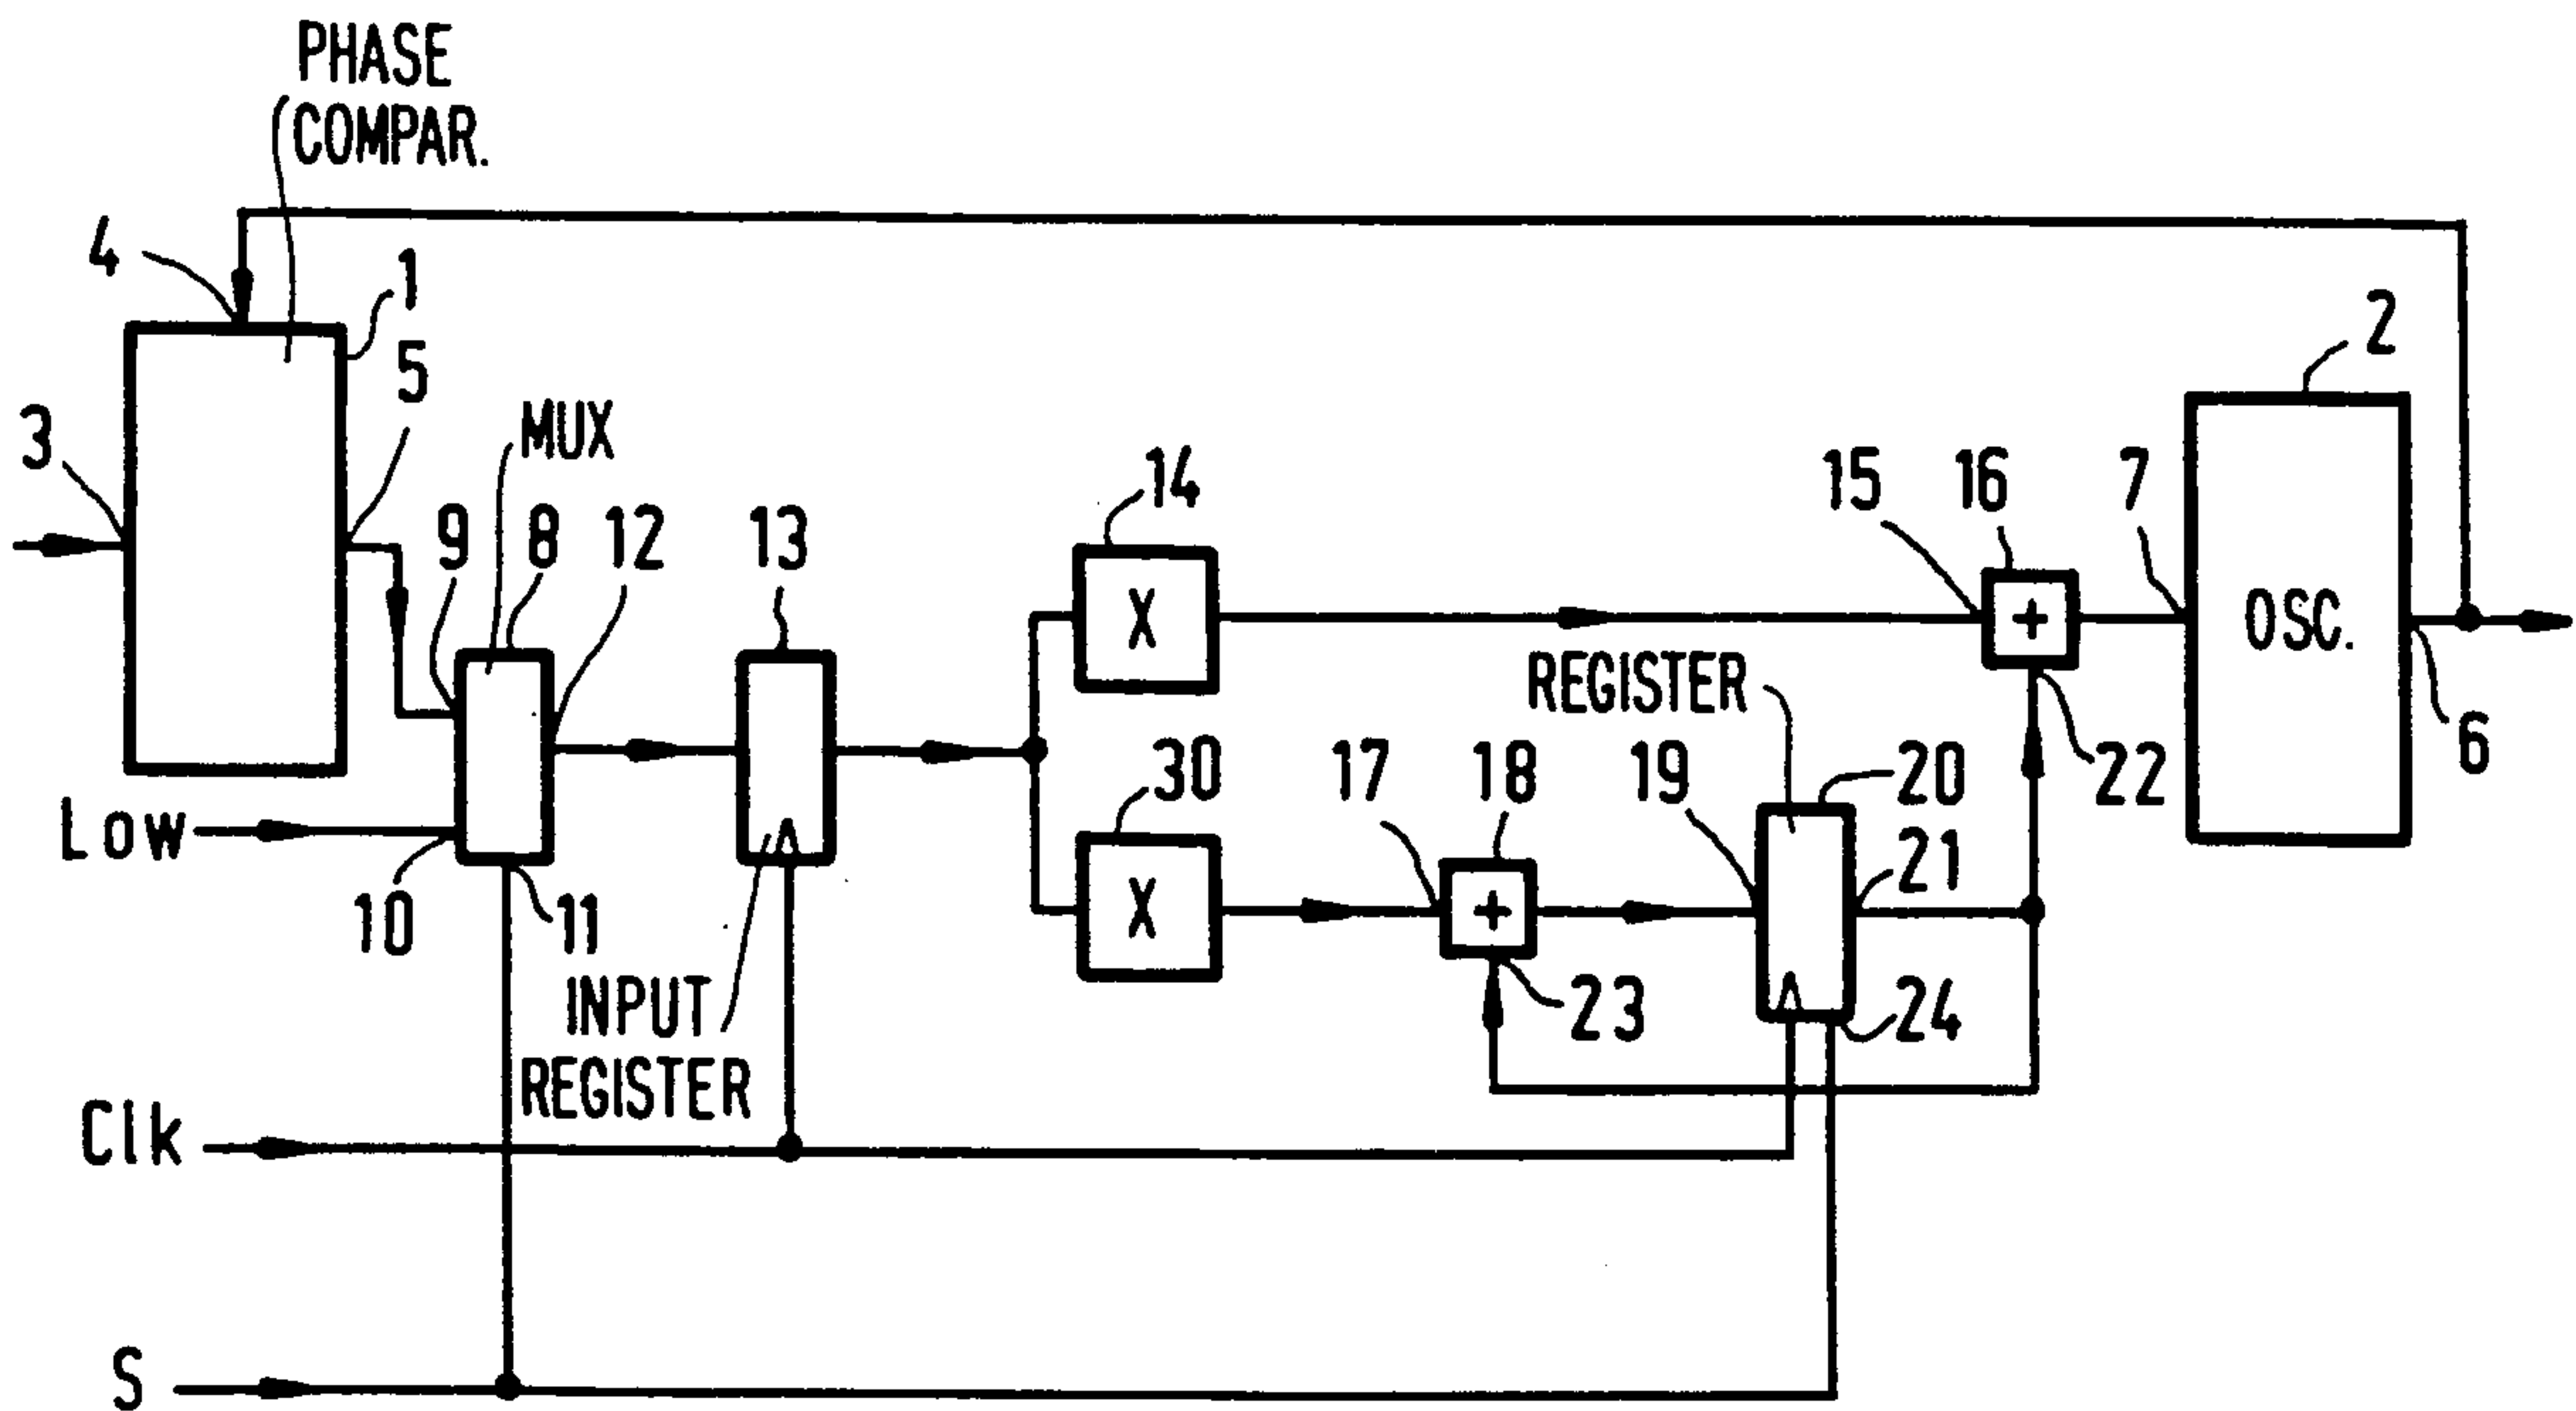 PHASE
COMPAR.
4
1
5
2
3
MUX
14
15
16
7
9
8
12
13
X
+
OSC.
REGISTER
6
30
17
18
19
20
22
Low
21
10
11
X
+
INPUT
REGISTER
23
24
Clk
S